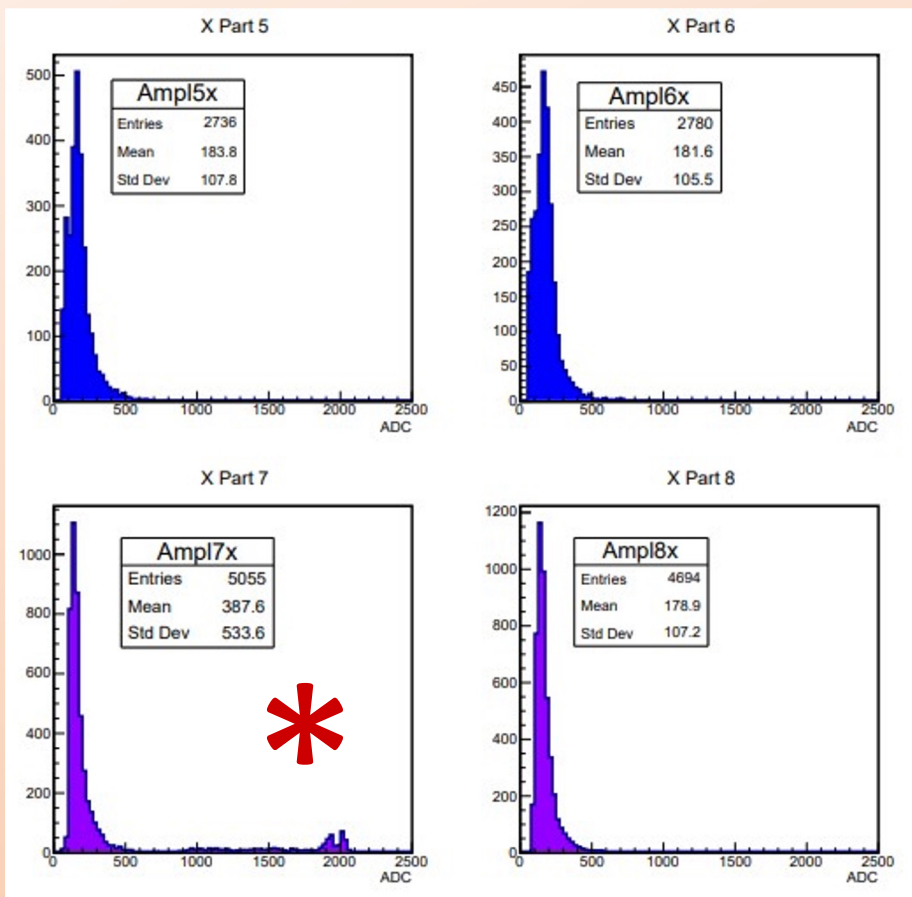 X Part 5
500
400
300
200
100
0
Ampl5x
Entries 2736
Mean 183.8
Std Dev 107.8
0 500 1000 1500 2000 2500
ADC
X Part 6
450
400
350
300
250
200
150
100
50
0
Ampl6x
Entries 2780
Mean 181.6
Std Dev 105.5
0 500 1000 1500 2000 2500
ADC
X Part 7
1000
800
600
400
200
0
Ampl7x
Entries 5055
Mean 387.6
Std Dev 533.6
*
0 500 1000 1500 2000 2500
ADC
X Part 8
1200
1000
800
600
400
200
0
Ampl8x
Entries 4694
Mean 178.9
Std Dev 107.2
0 500 1000 1500 2000 2500
ADC